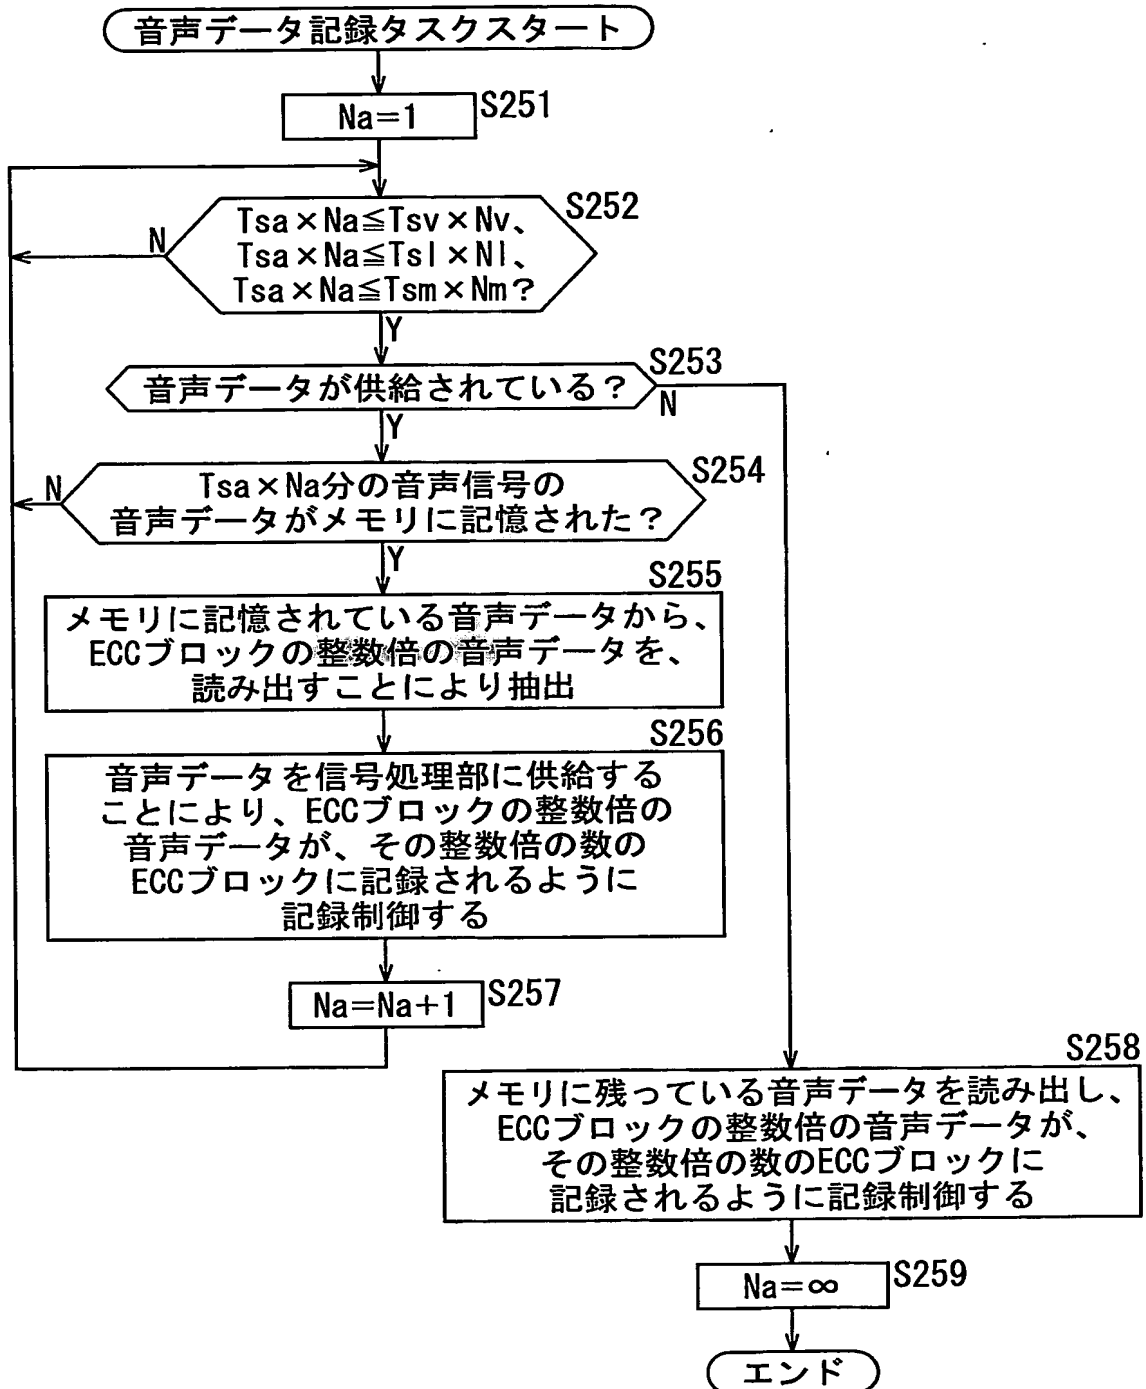 音声データ記録タスクスタート
Na=1
S251
Tsa×Na≦Tsv×Nv、
Tsa×Na≦Tsl×Nl、
Tsa×Na≦Tsm×Nm?
S252
N
Y
音声データが供給されている?
S253
N
Y
Tsa×Na分の音声信号の
音声データがメモリに記憶された?
S254
N
Y
S255
メモリに記憶されている音声データから、
ECCブロックの整数倍の音声データを、
読み出すことにより抽出
S256
音声データを信号処理部に供給する
ことにより、ECCブロックの整数倍の
音声データが、その整数倍の数の
ECCブロックに記録されるように
記録制御する
Na=Na+1
S257
S258
メモリに残っている音声データを読み出し、
ECCブロックの整数倍の音声データが、
その整数倍の数のECCブロックに
記録されるように記録制御する
Na=∞
S259
エンド